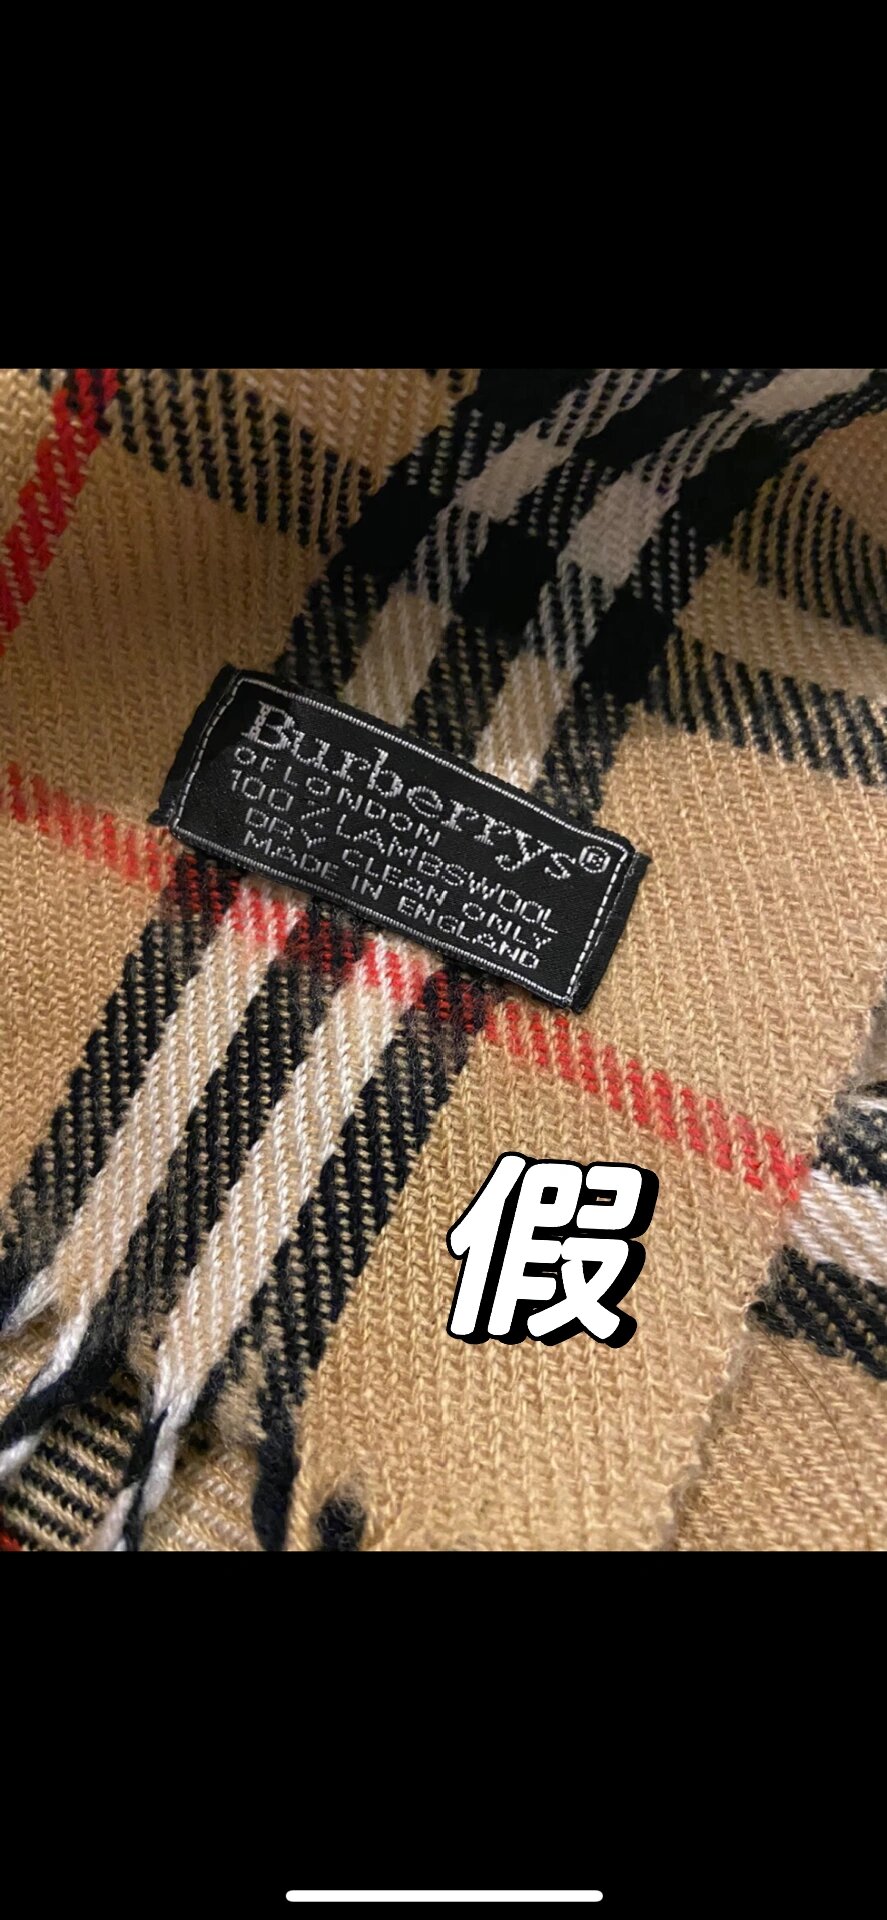 Burberrys®
OF LONDON
100% LAMBSWOOL
DRY CLEAN ONLY
MADE IN ENGLAND
假